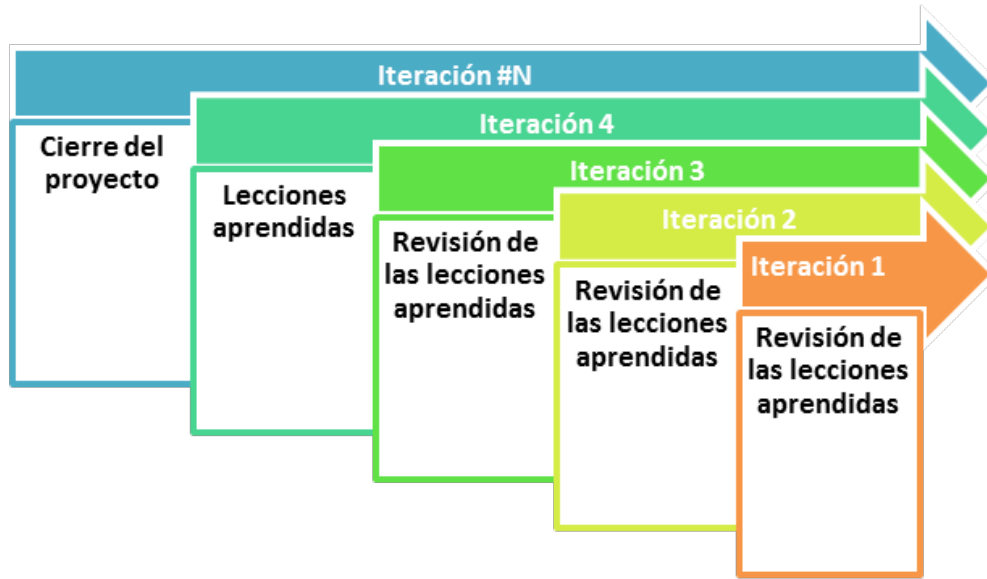 Iteración #N
Cierre del
proyecto
Iteración 4
Lecciones
aprendidas
Iteración 3
Revisión de
las lecciones
aprendidas
Iteración 2
Revisión de
las lecciones
aprendidas
Iteración 1
Revisión de
las lecciones
aprendidas